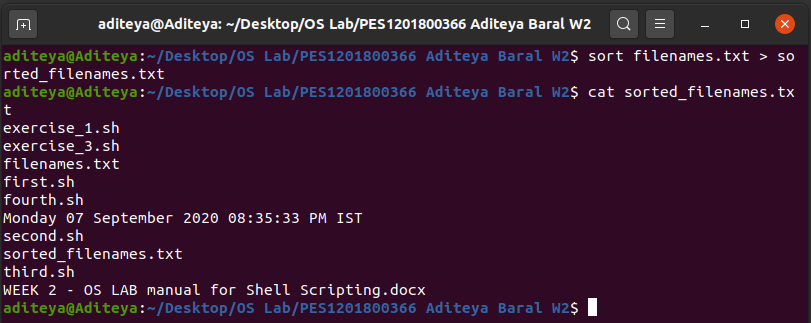 aditeya@Aditeya: ~/Desktop/OS Lab/PES1201800366 Aditeya Baral W2
aditeya@Aditeya:~/Desktop/OS Lab/PES1201800366 Aditeya Baral W2$ sort filenames.txt > so
rted_filenames.txt
aditeya@Aditeya:~/Desktop/OS Lab/PES1201800366 Aditeya Baral W2$ cat sorted_filenames.tx
t
exercise_1.sh
exercise_3.sh
filenames.txt
first.sh
fourth.sh
Monday 07 September 2020 08:35:33 PM IST
second.sh
sorted_filenames.txt
third.sh
WEEK 2 - OS LAB manual for Shell Scripting.docx
aditeya@Aditeya:~/Desktop/OS Lab/PES1201800366 Aditeya Baral W2$